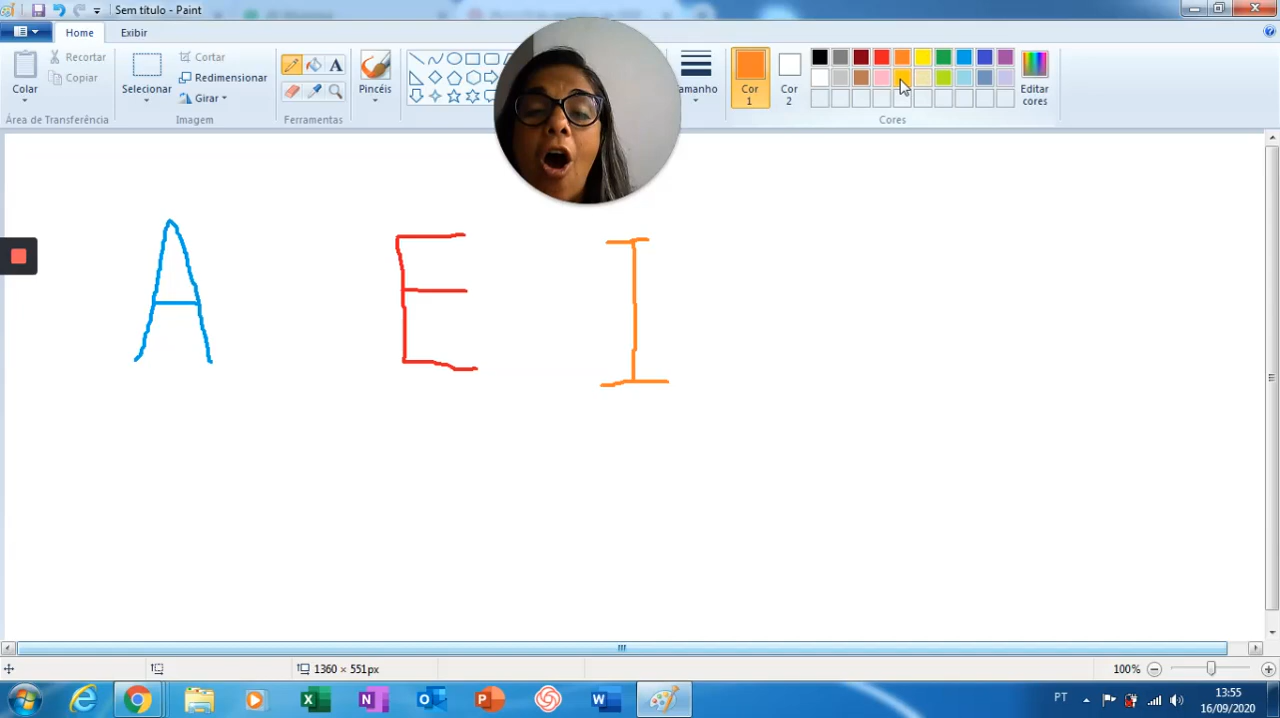 Sem título - Paint
Home Exibir
Colar
Recortar
Copiar
Área de Transferência
Selecionar
Cortar
Redimensionar
Girar
Imagem
A
Ferramentas
Pincéis
Cor 1
Cor 2
Editar cores
Cores
A E I
1360 × 551px
100%
PT
13:55
16/09/2020